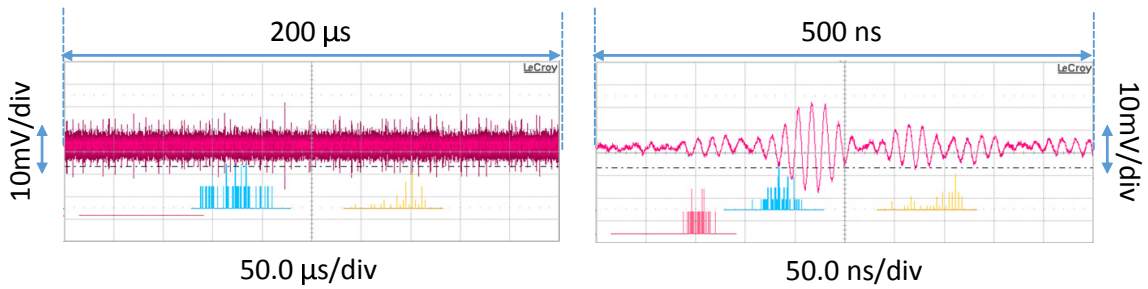 200 µs
500 ns
LeCroy
LeCroy
10mV/div
10mV/div
50.0 µs/div
50.0 ns/div